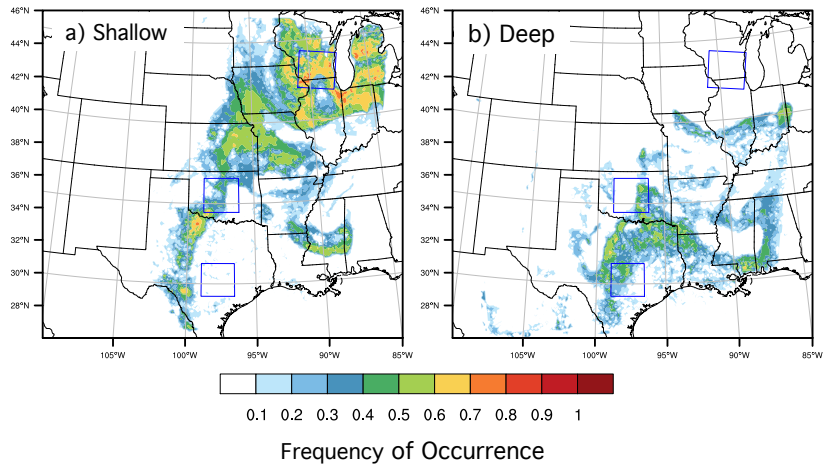 a) Shallow
b) Deep
46°N
44°N
42°N
40°N
38°N
36°N
34°N
32°N
30°N
28°N
105°W 100°W 95°W 90°W 85°W
46°N
44°N
42°N
40°N
38°N
36°N
34°N
32°N
30°N
28°N
105°W 100°W 95°W 90°W 85°W
0.1 0.2 0.3 0.4 0.5 0.6 0.7 0.8 0.9 1
Frequency of Occurrence